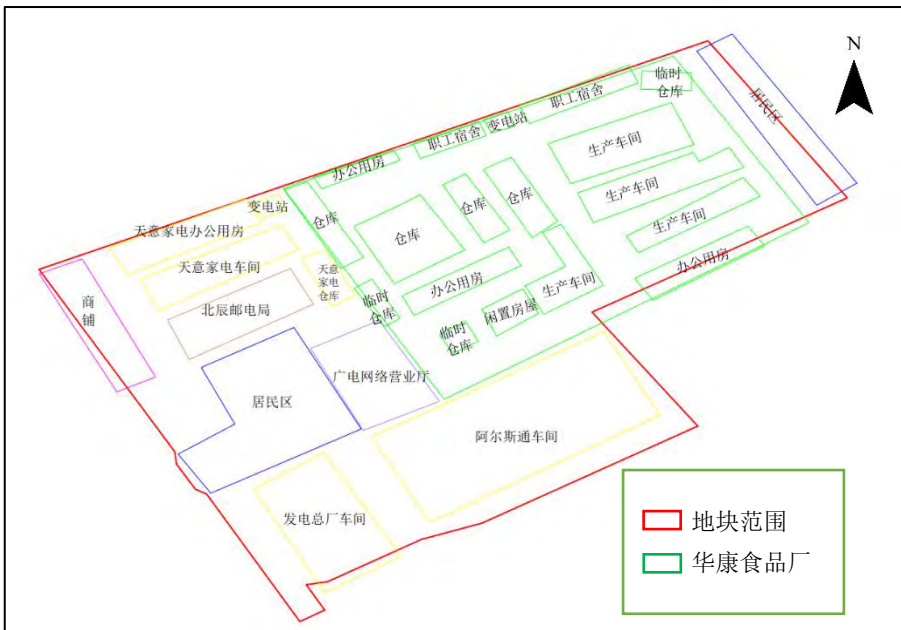 N
临时
仓库
职工宿舍
居民区
变电站
职工宿舍
生产车间
办公用房
生产车间
仓库
仓库
仓库
变电站
天意家电办公用房
仓库
生产车间
天意家电车间
天意
家电
仓库
办公用房
生产车间
办公用房
商
铺
北辰邮电局
临时
仓库
闲置房屋
临时
仓库
广电网络营业厅
居民区
阿尔斯通车间
发电总厂车间
地块范围
华康食品厂